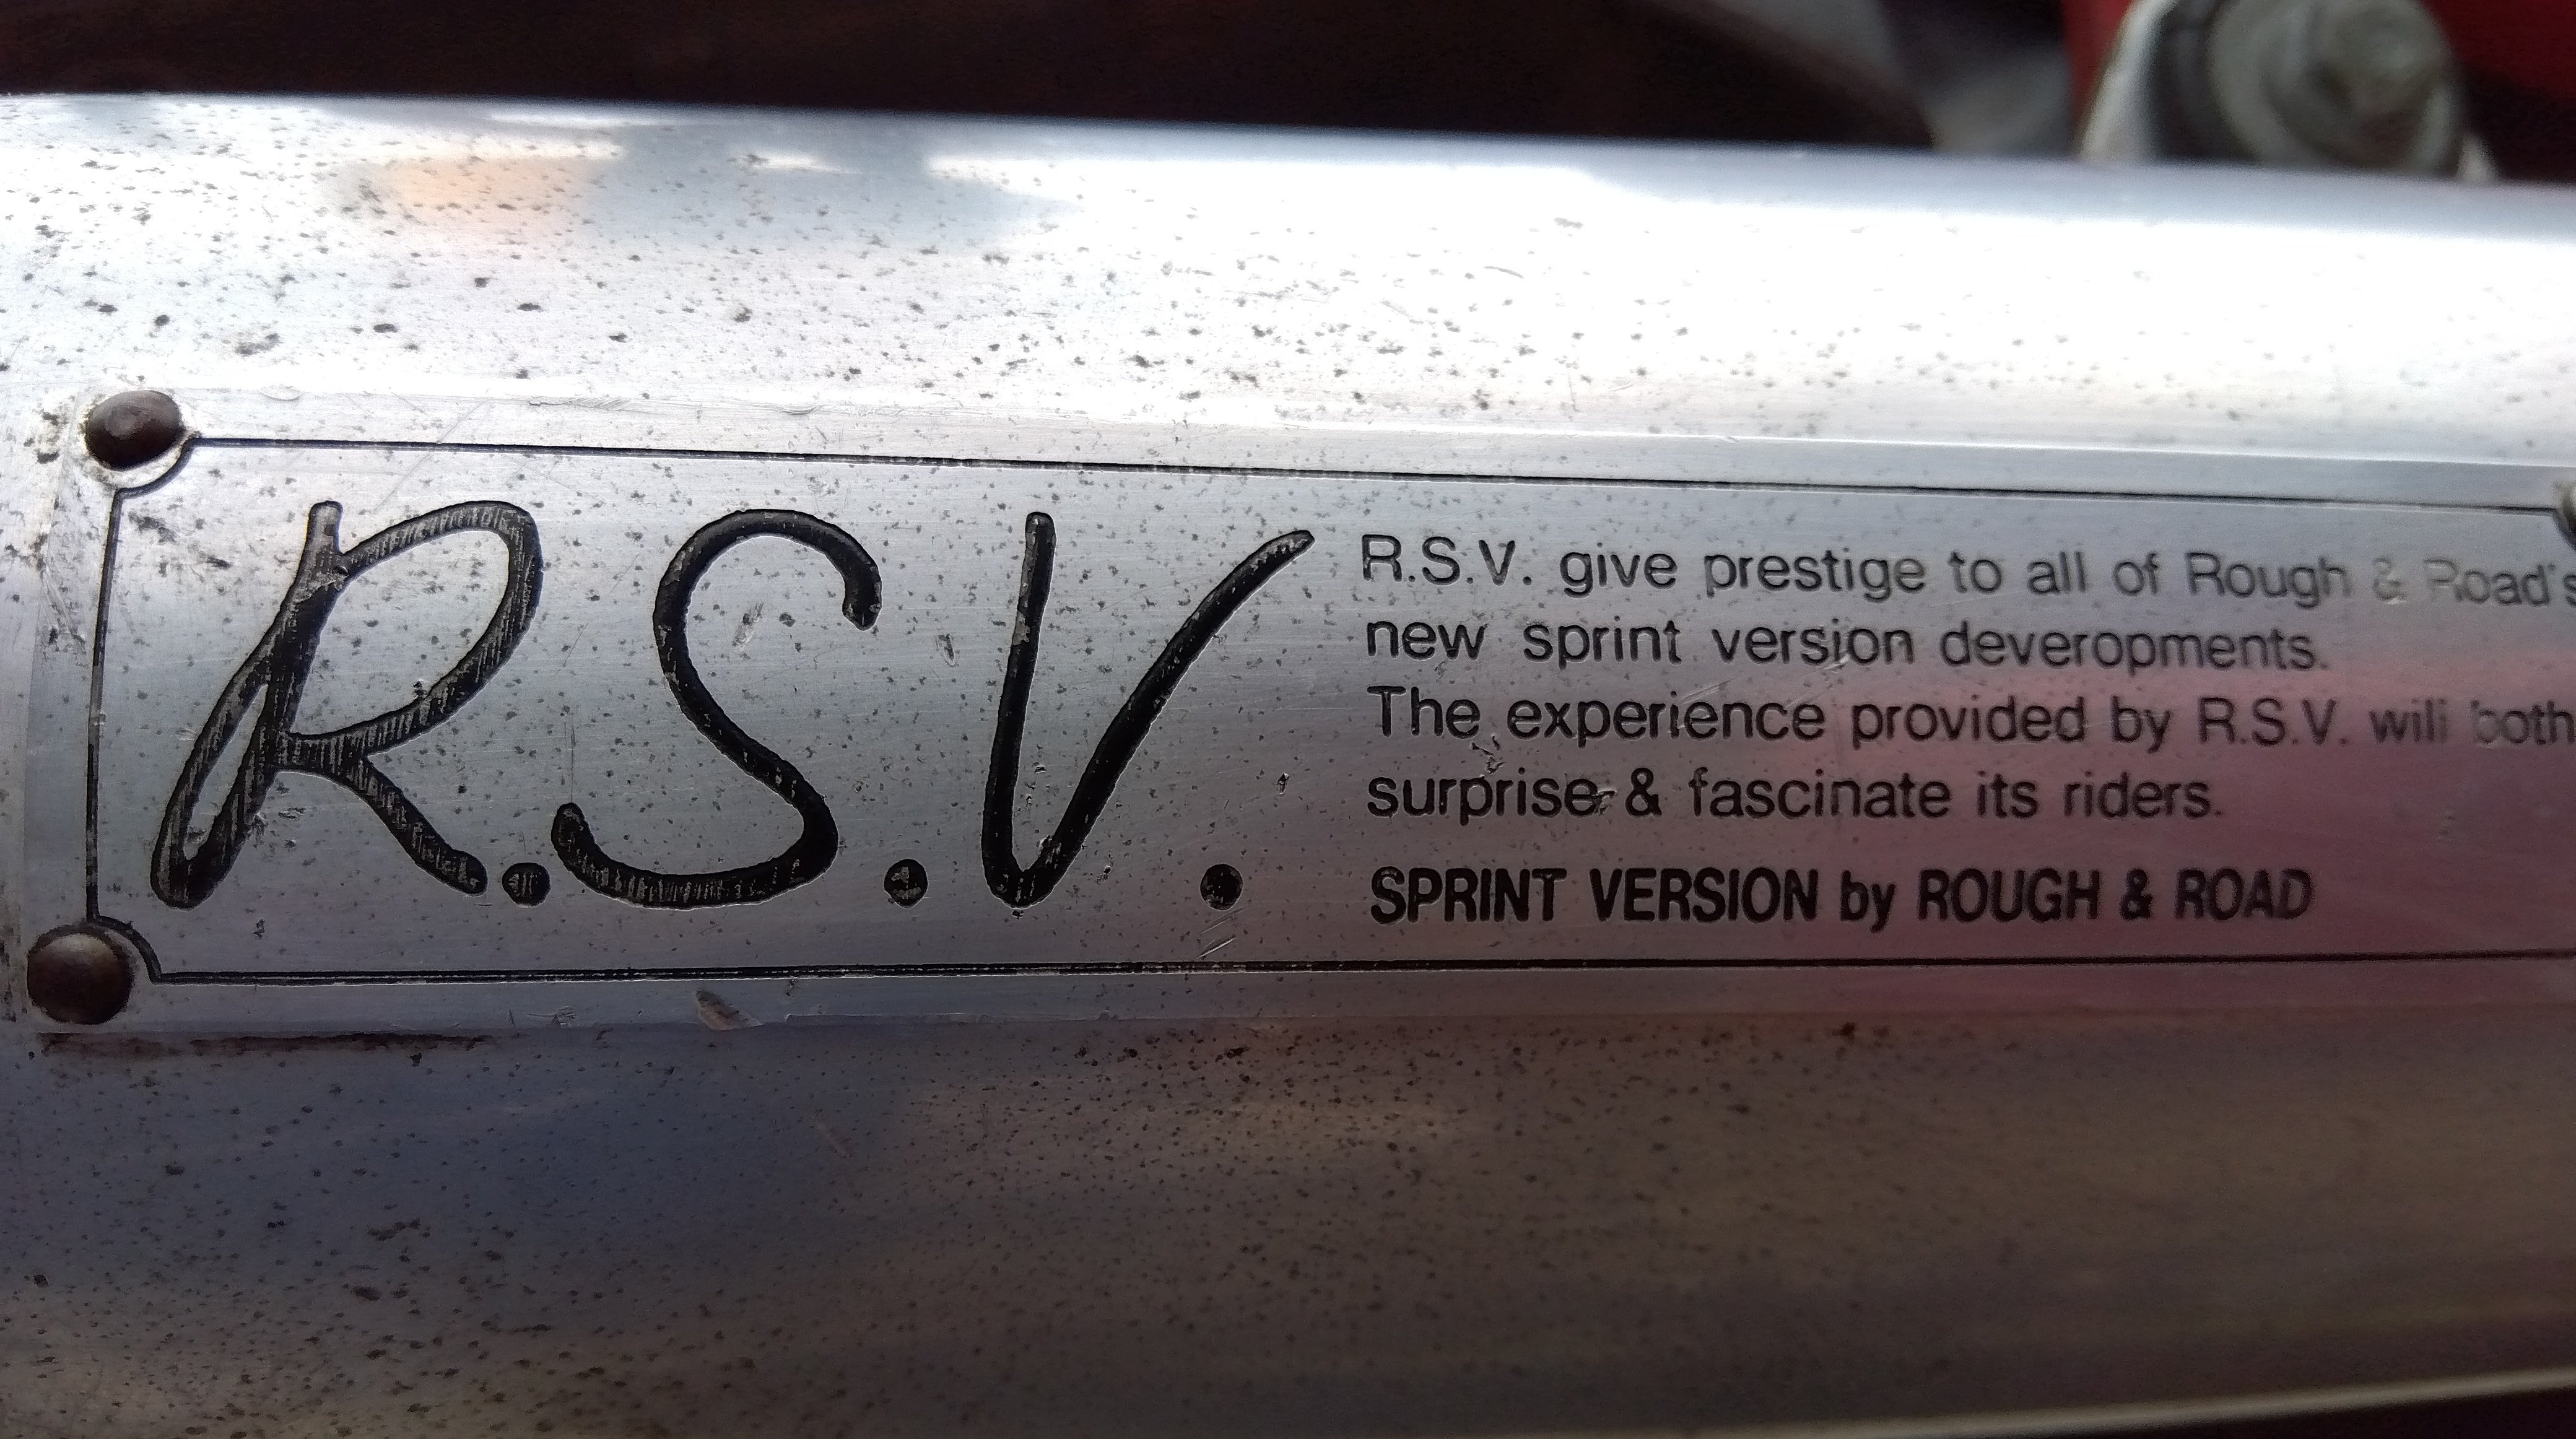 R.S.V.
R.S.V. give prestige to all of Rough & Road's
new sprint version deveropments.
The experience provided by R.S.V. will both
surprise & fascinate its riders.
SPRINT VERSION by ROUGH & ROAD